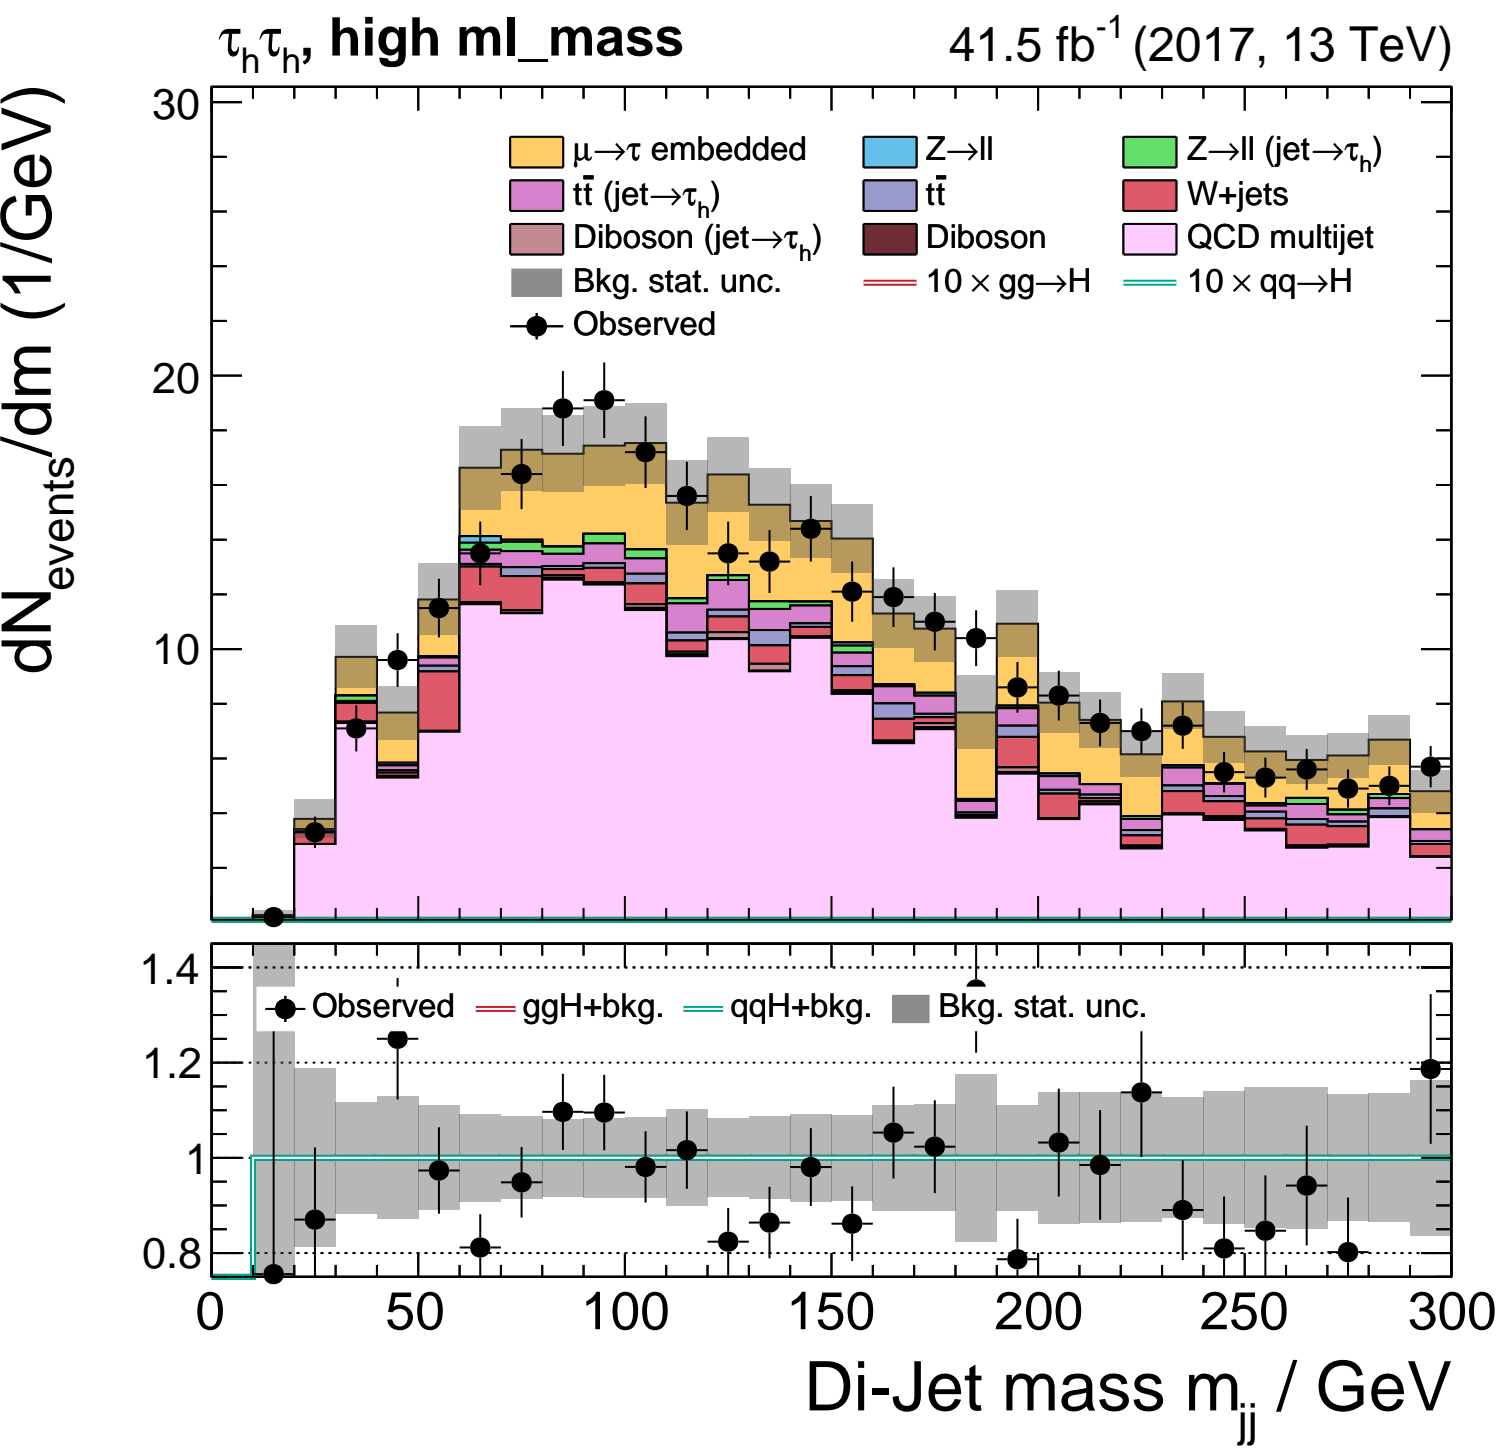 τhτh, high ml_mass 41.5 fb-1 (2017, 13 TeV)
dNevents/dm (1/GeV)
30
20
10
μ→τ embedded Z→ll Z→ll (jet→τh)
tt̄ (jet→τh) tt̄ W+jets
Diboson (jet→τh) Diboson QCD multijet
Bkg. stat. unc. 10 × gg→H 10 × qq→H
Observed
1.4
1.2
1
0.8
Observed ggH+bkg. qqH+bkg. Bkg. stat. unc.
0 50 100 150 200 250 300
Di-Jet mass mjj / GeV